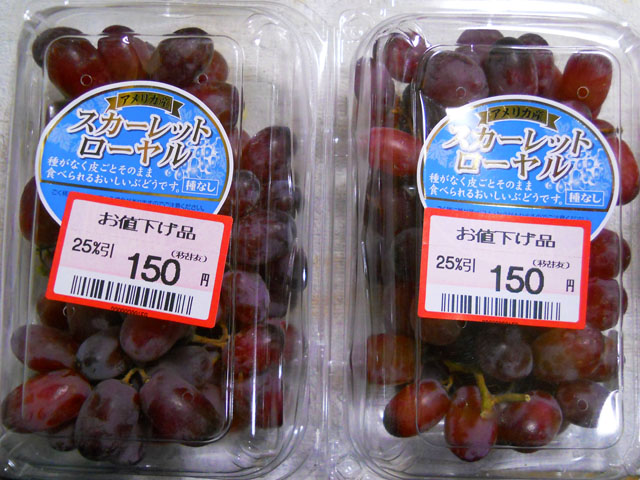 アメリカ産
スカーレット
ローヤル
種がなく皮ごとそのまま
食べられるおいしいぶどうです。
種なし
お値下げ品
25%引
150
(税抜)
円
アメリカ産
スカーレット
ローヤル
種がなく皮ごとそのまま
食べられるおいしいぶどうです。
種なし
お値下げ品
25%引
150
(税抜)
円